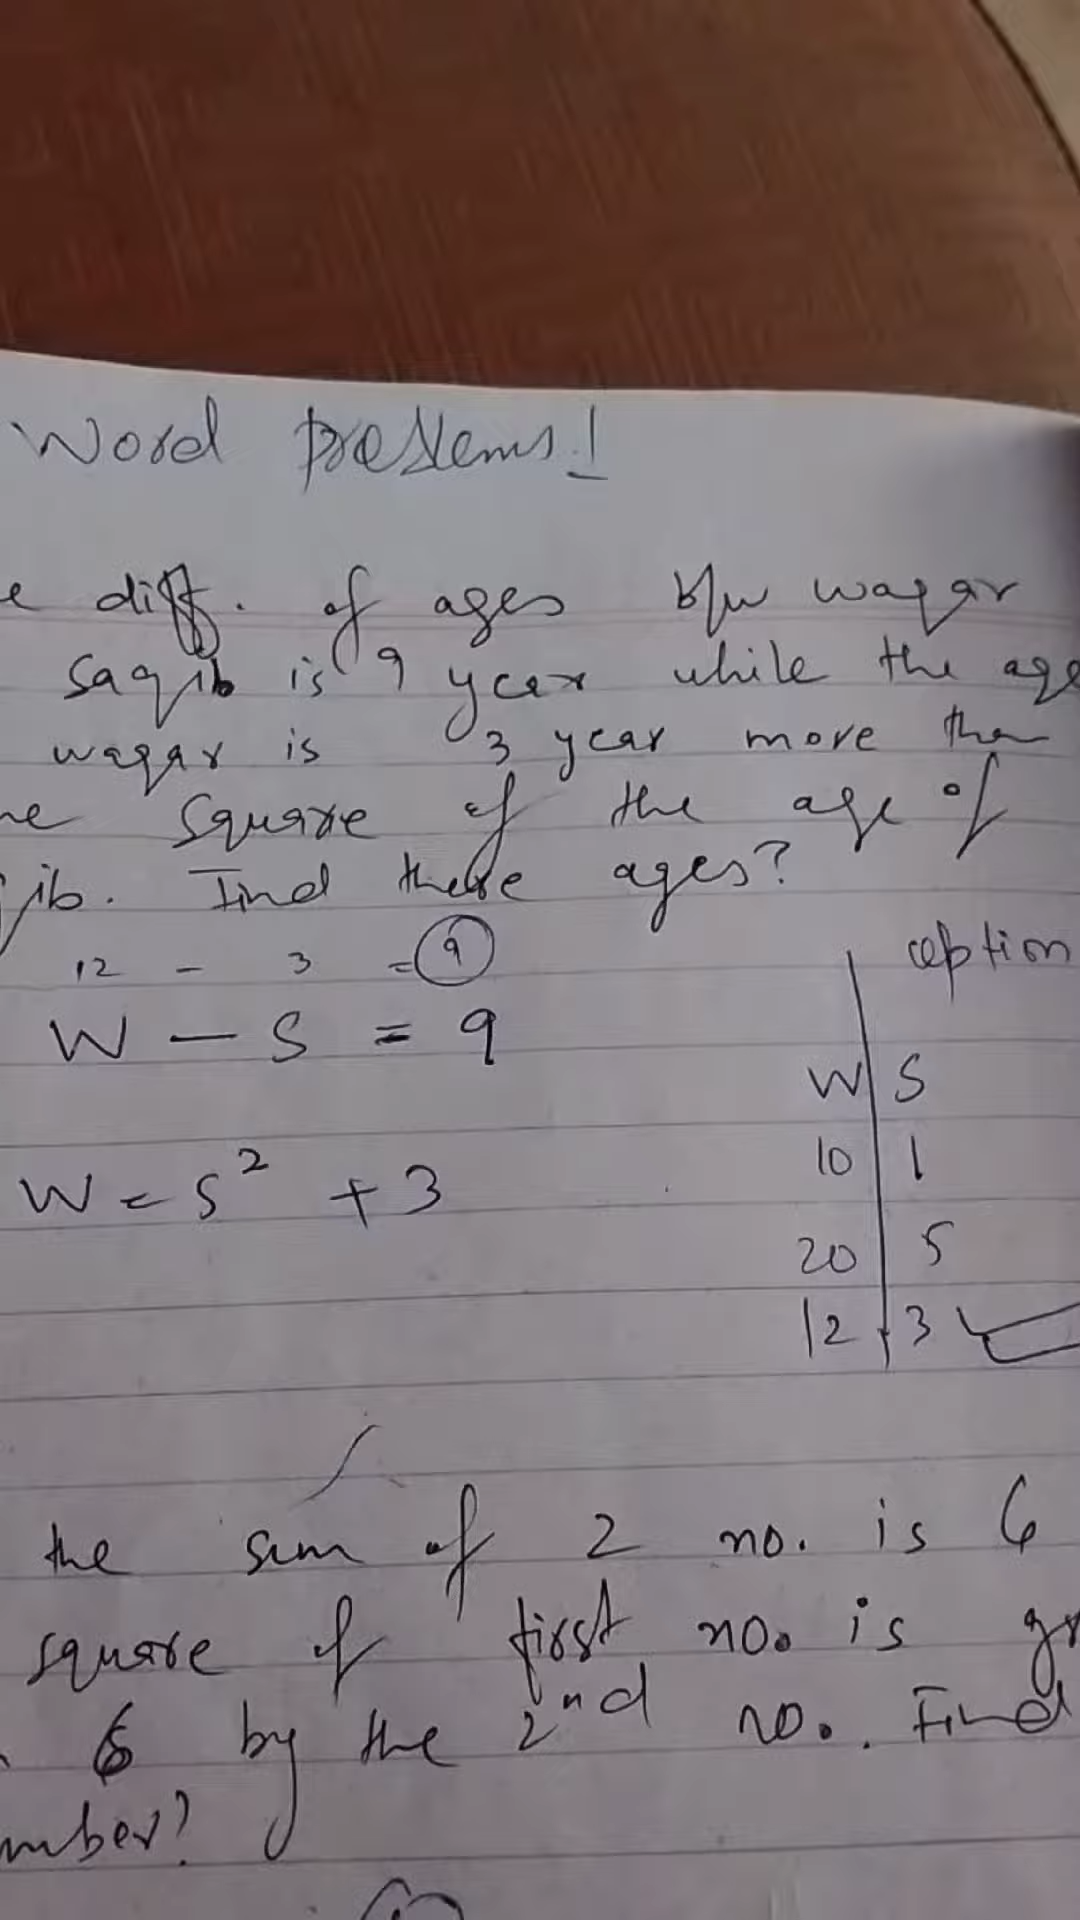 Word problems!
e diff. of ages b/w waqar
saqib is 9 year while the age
waqar is 3 year more than
he square of the age of
qib. Find there ages?
12 - 3 = 9
W - S = 9
W = S² + 3
option
W S
10 1
20 5
12 3
the sum of 2 no. is 6
square of first no. is gr
6 by the 2nd no. Find
mber?